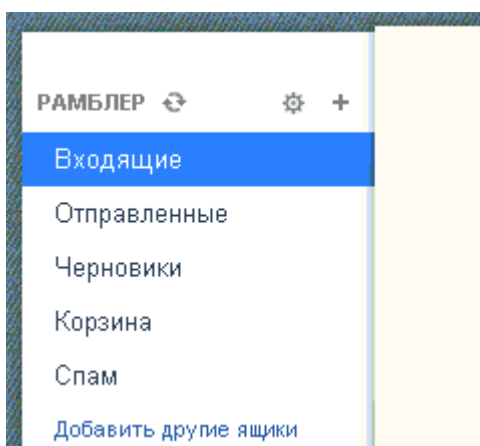 РАМБЛЕР
Входящие
Отправленные
Черновики
Корзина
Спам
Добавить другие ящики